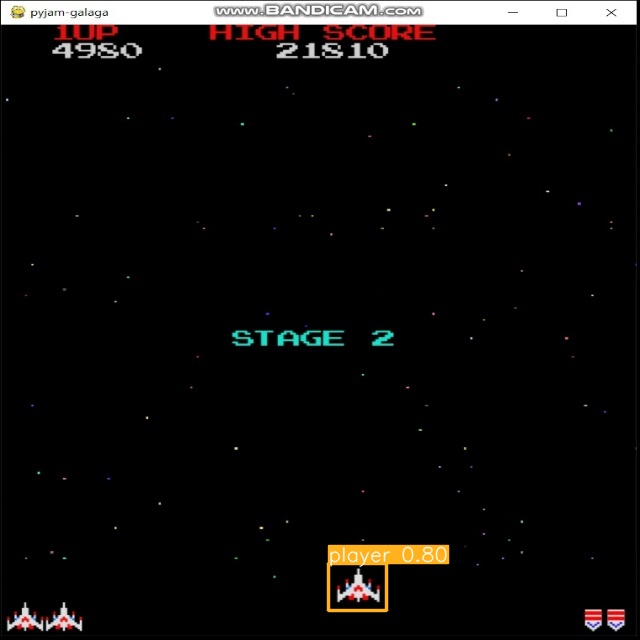 pyjam-galaga
www.BANDICAM.com
1UP HIGH SCORE
4980 21810
STAGE 2
player 0.80